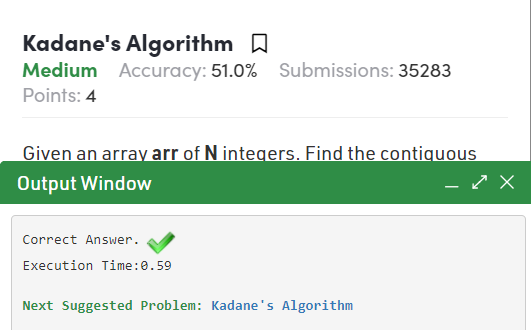 Kadane's Algorithm
Medium Accuracy: 51.0% Submissions: 35283
Points: 4
Given an array arr of N integers. Find the contiguous
Output Window
Correct Answer.
Execution Time:0.59
Next Suggested Problem: Kadane's Algorithm